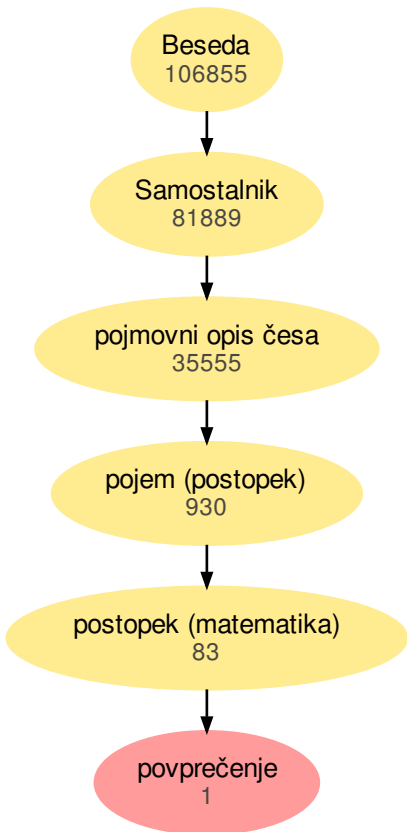 Beseda
106855
Samostalnik
81889
pojmovni opis česa
35555
pojem (postopek)
930
postopek (matematika)
83
povprečenje
1